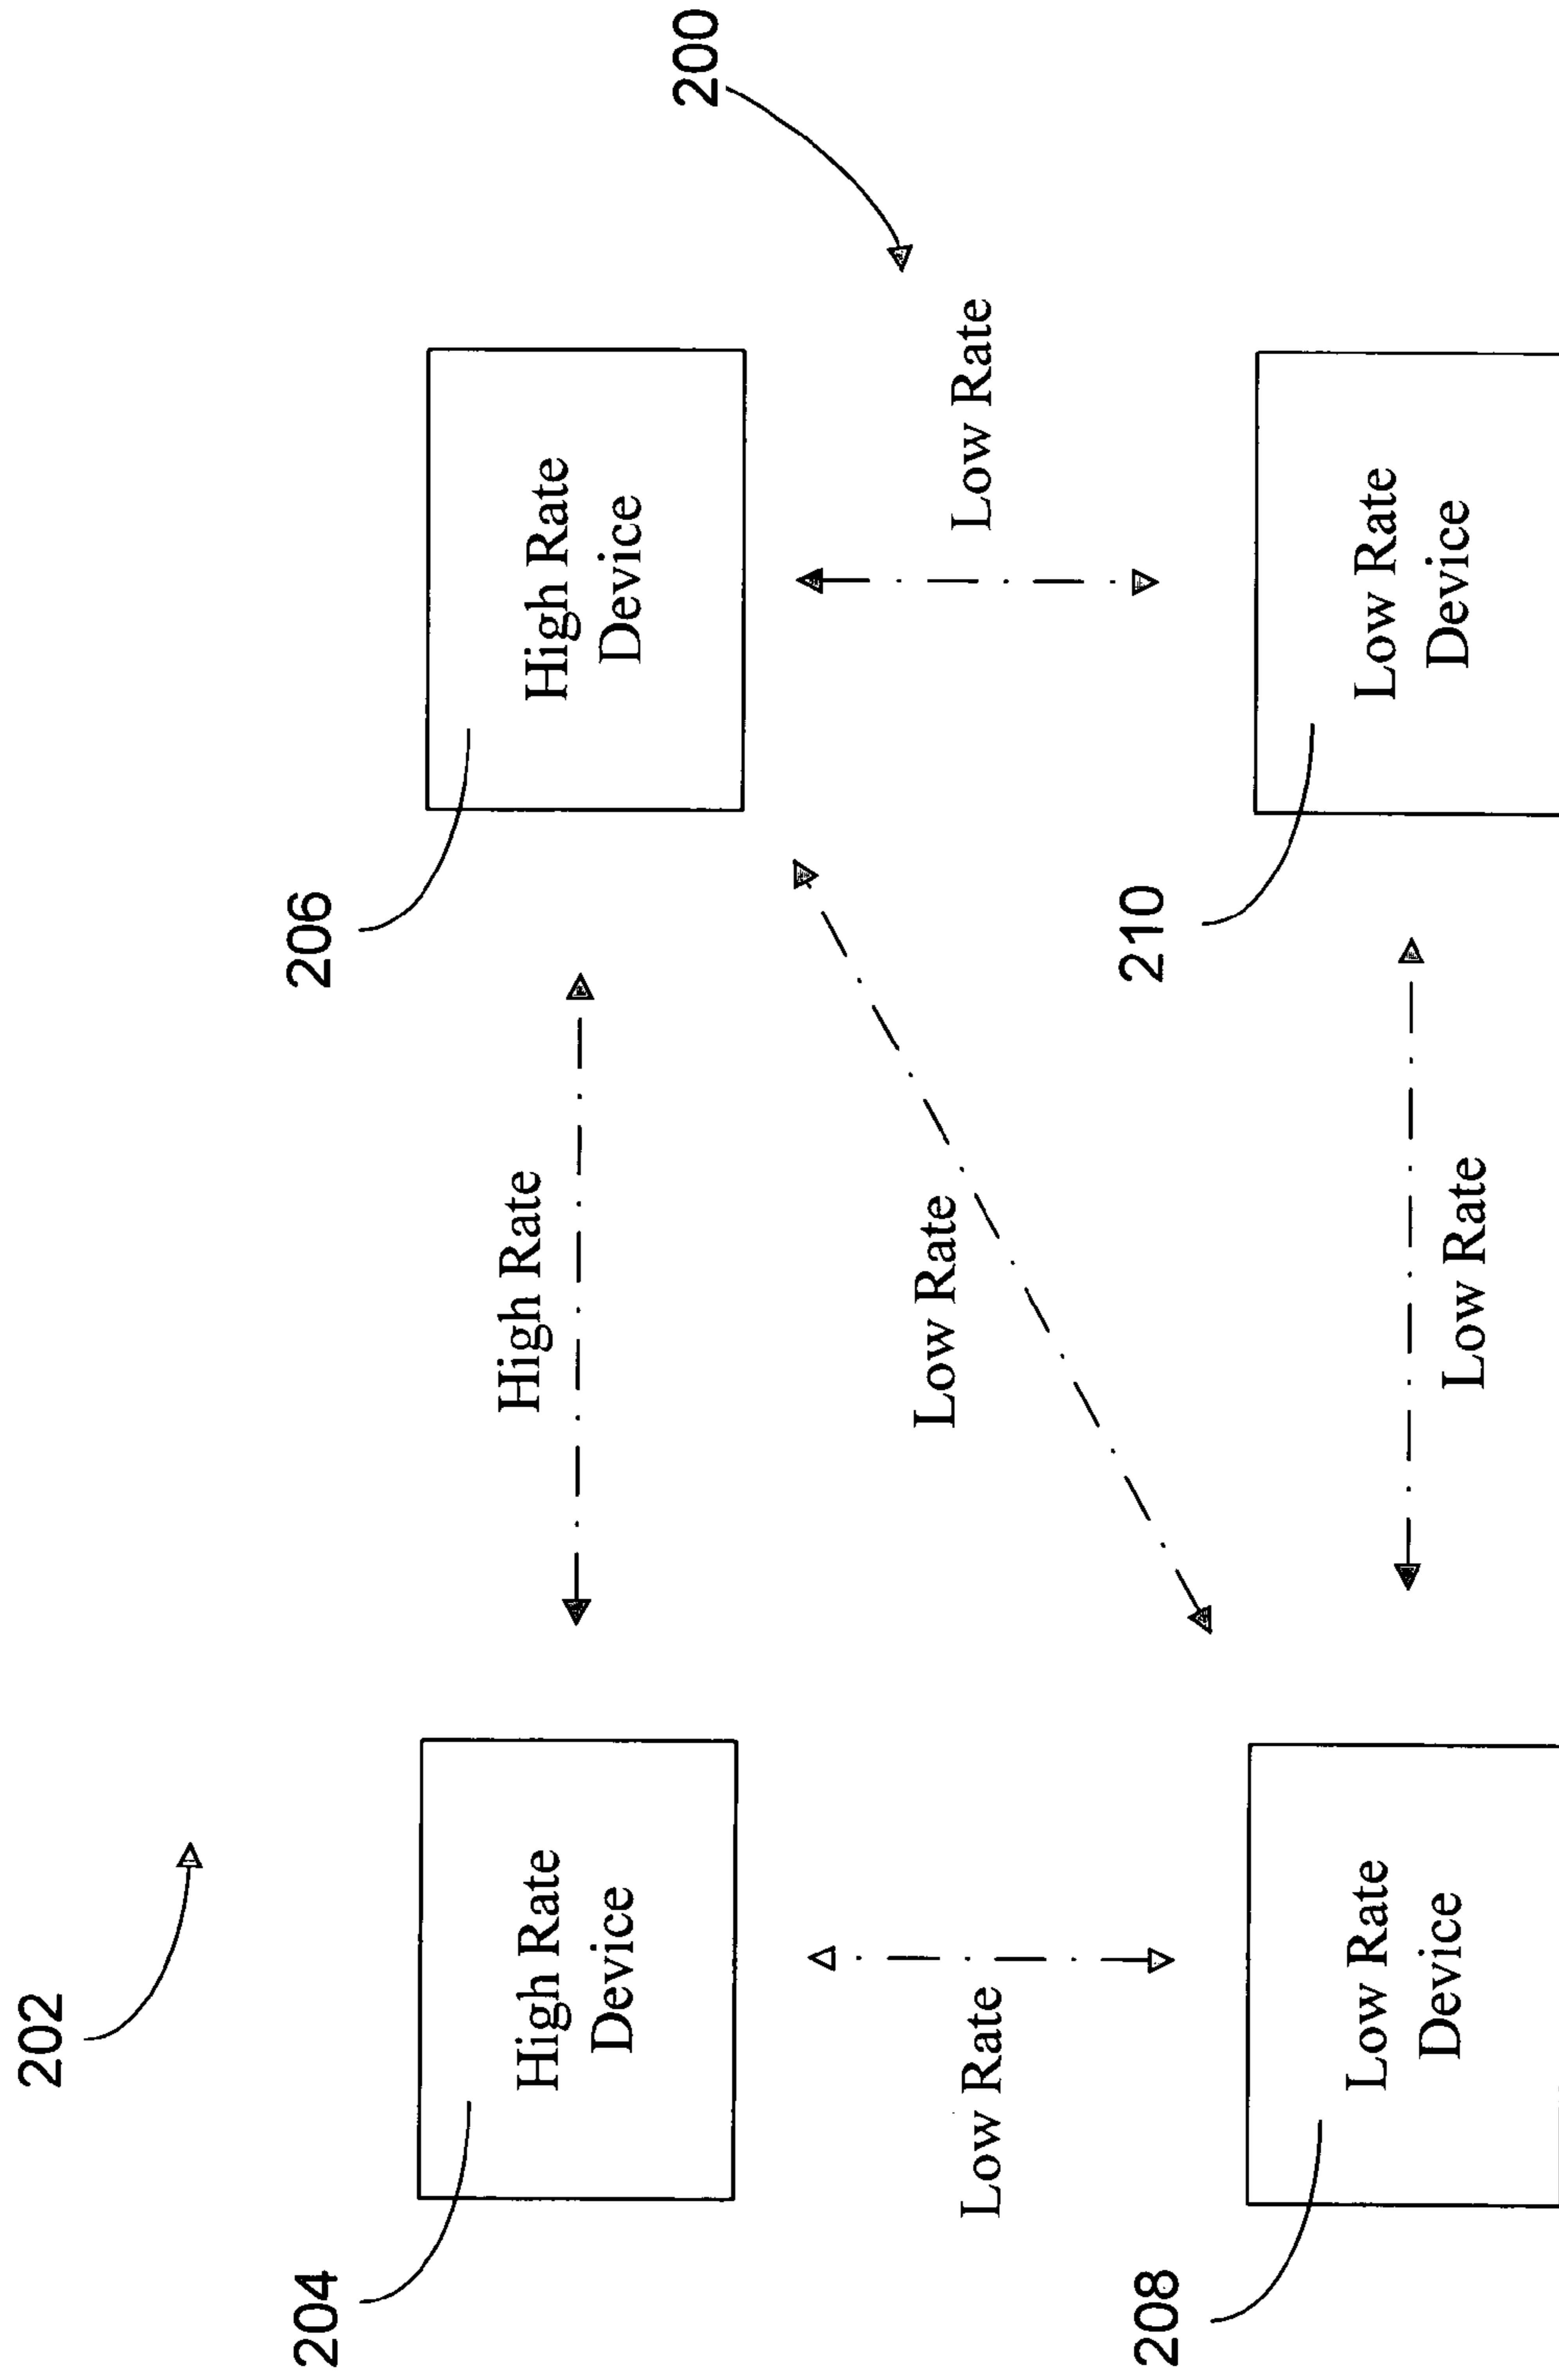 202
204
High Rate
Device
High Rate
206
High Rate
Device
200
Low Rate
Low Rate
Low Rate
208
Low Rate
Device
Low Rate
210
Low Rate
Device